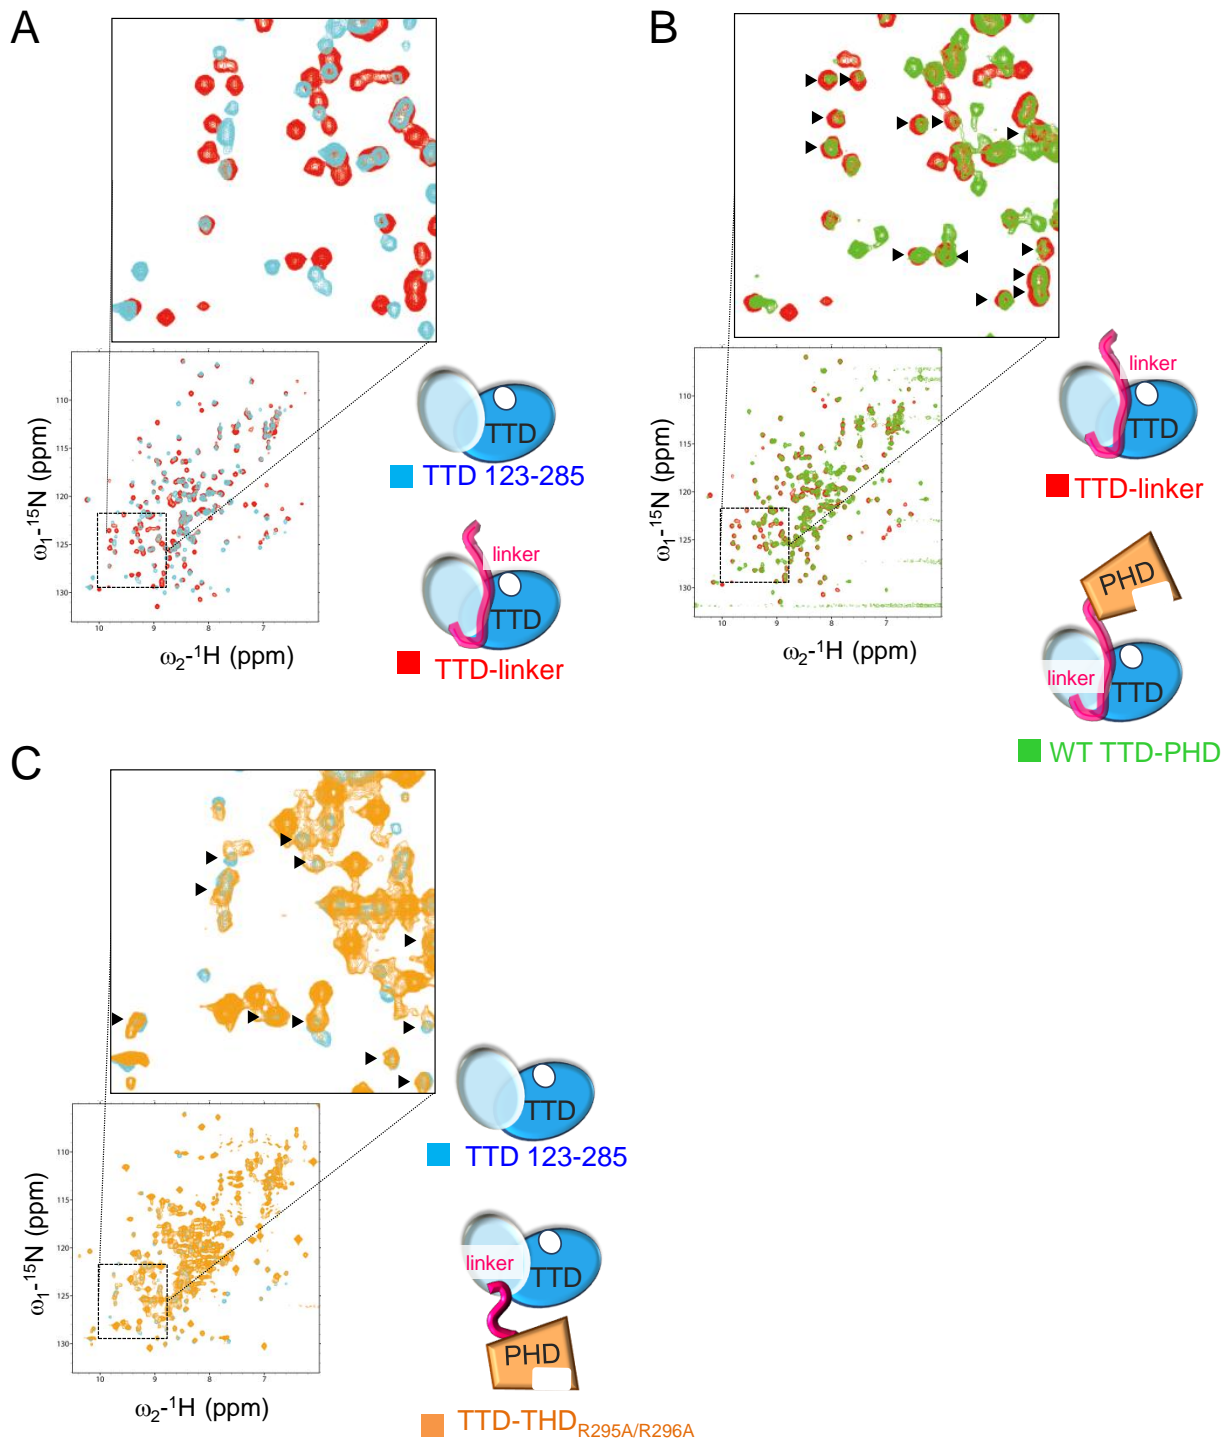 A
110
115
120
125
130
10
9
8
7
ω1-15N (ppm)
ω2-1H (ppm)
TTD
TTD 123-285
linker
TTD
TTD-linker
B
110
115
120
125
130
10
9
8
7
ω1-15N (ppm)
ω2-1H (ppm)
linker
TTD
TTD-linker
PHD
linker
TTD
WT TTD-PHD
C
110
115
120
125
130
10
9
8
7
ω1-15N (ppm)
ω2-1H (ppm)
TTD
TTD 123-285
linker
TTD
PHD
TTD-THDR295A/R296A